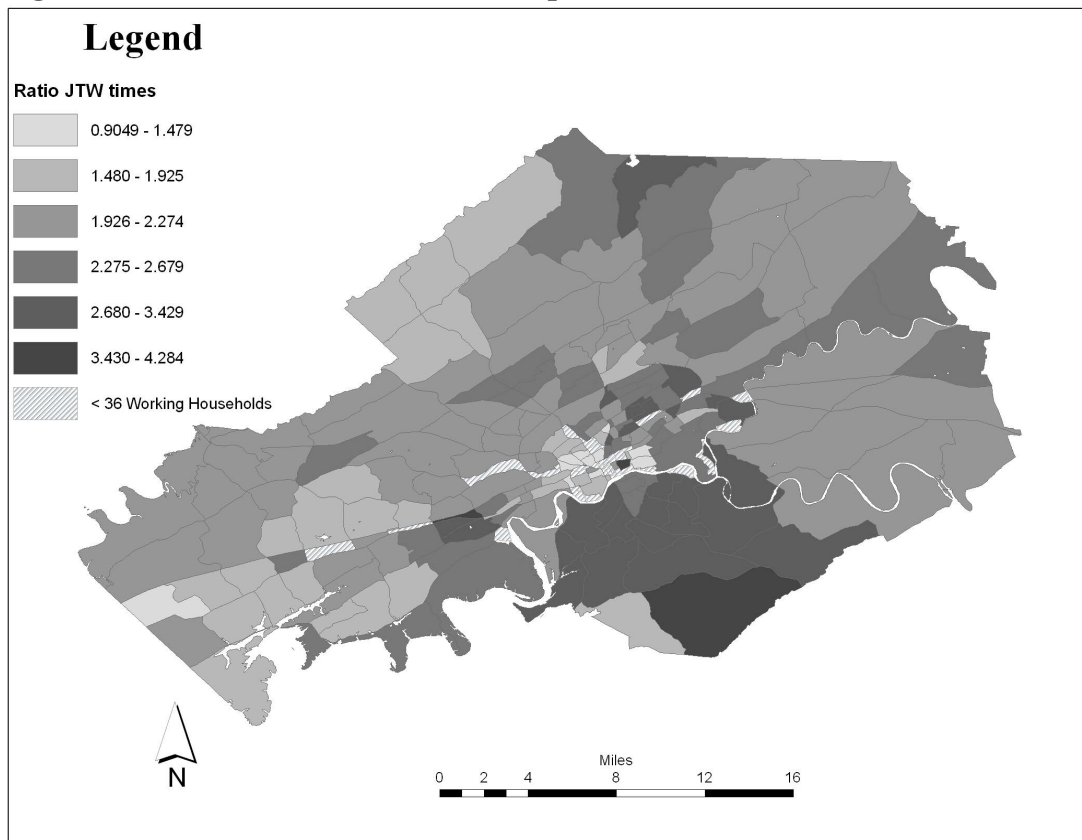 Legend
Ratio JTW times
0.9049 - 1.479
1.480 - 1.925
1.926 - 2.274
2.275 - 2.679
2.680 - 3.429
3.430 - 4.284
< 36 Working Households
N
Miles
0 2 4 8 12 16